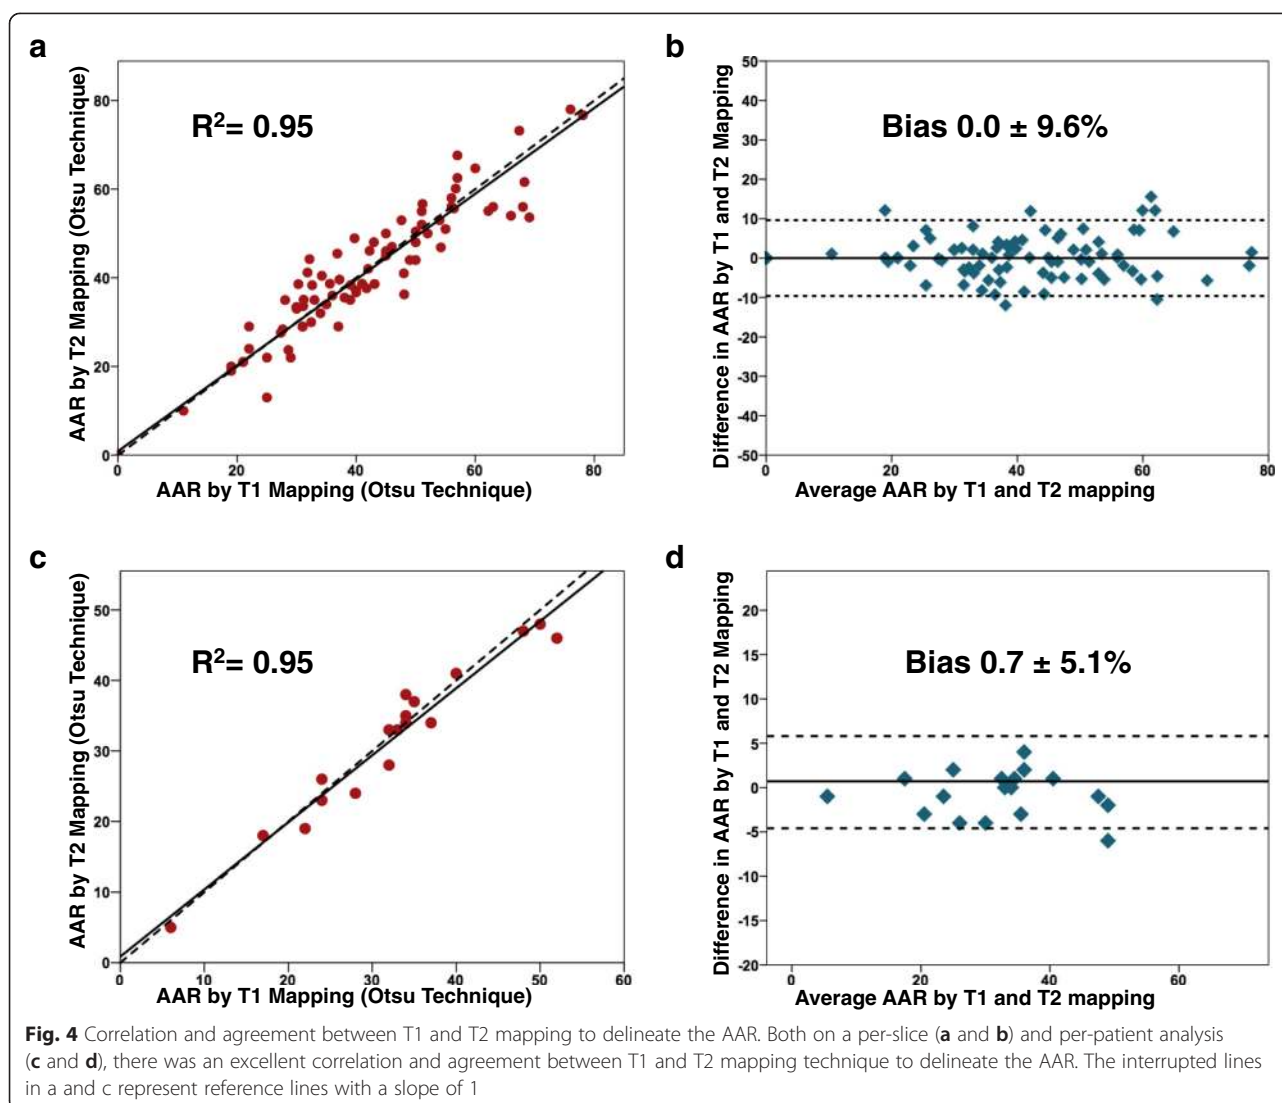 a
AAR by T2 Mapping (Otsu Technique)
R²= 0.95
80
60
40
20
0
0 20 40 60 80
AAR by T1 Mapping (Otsu Technique)
b
Difference in AAR by T1 and T2 Mapping
Bias 0.0 ± 9.6%
50
40
30
20
10
0
-10
-20
-30
-40
-50
0 20 40 60 80
Average AAR by T1 and T2 mapping
c
AAR by T2 Mapping (Otsu Technique)
R²= 0.95
50
40
30
20
10
0
0 10 20 30 40 50 60
AAR by T1 Mapping (Otsu Technique)
d
Difference in AAR by T1 and T2 Mapping
Bias 0.7 ± 5.1%
20
15
10
5
0
-5
-10
-15
-20
0 20 40 60
Average AAR by T1 and T2 mapping
Fig. 4 Correlation and agreement between T1 and T2 mapping to delineate the AAR. Both on a per-slice (a and b) and per-patient analysis
(c and d), there was an excellent correlation and agreement between T1 and T2 mapping technique to delineate the AAR. The interrupted lines
in a and c represent reference lines with a slope of 1